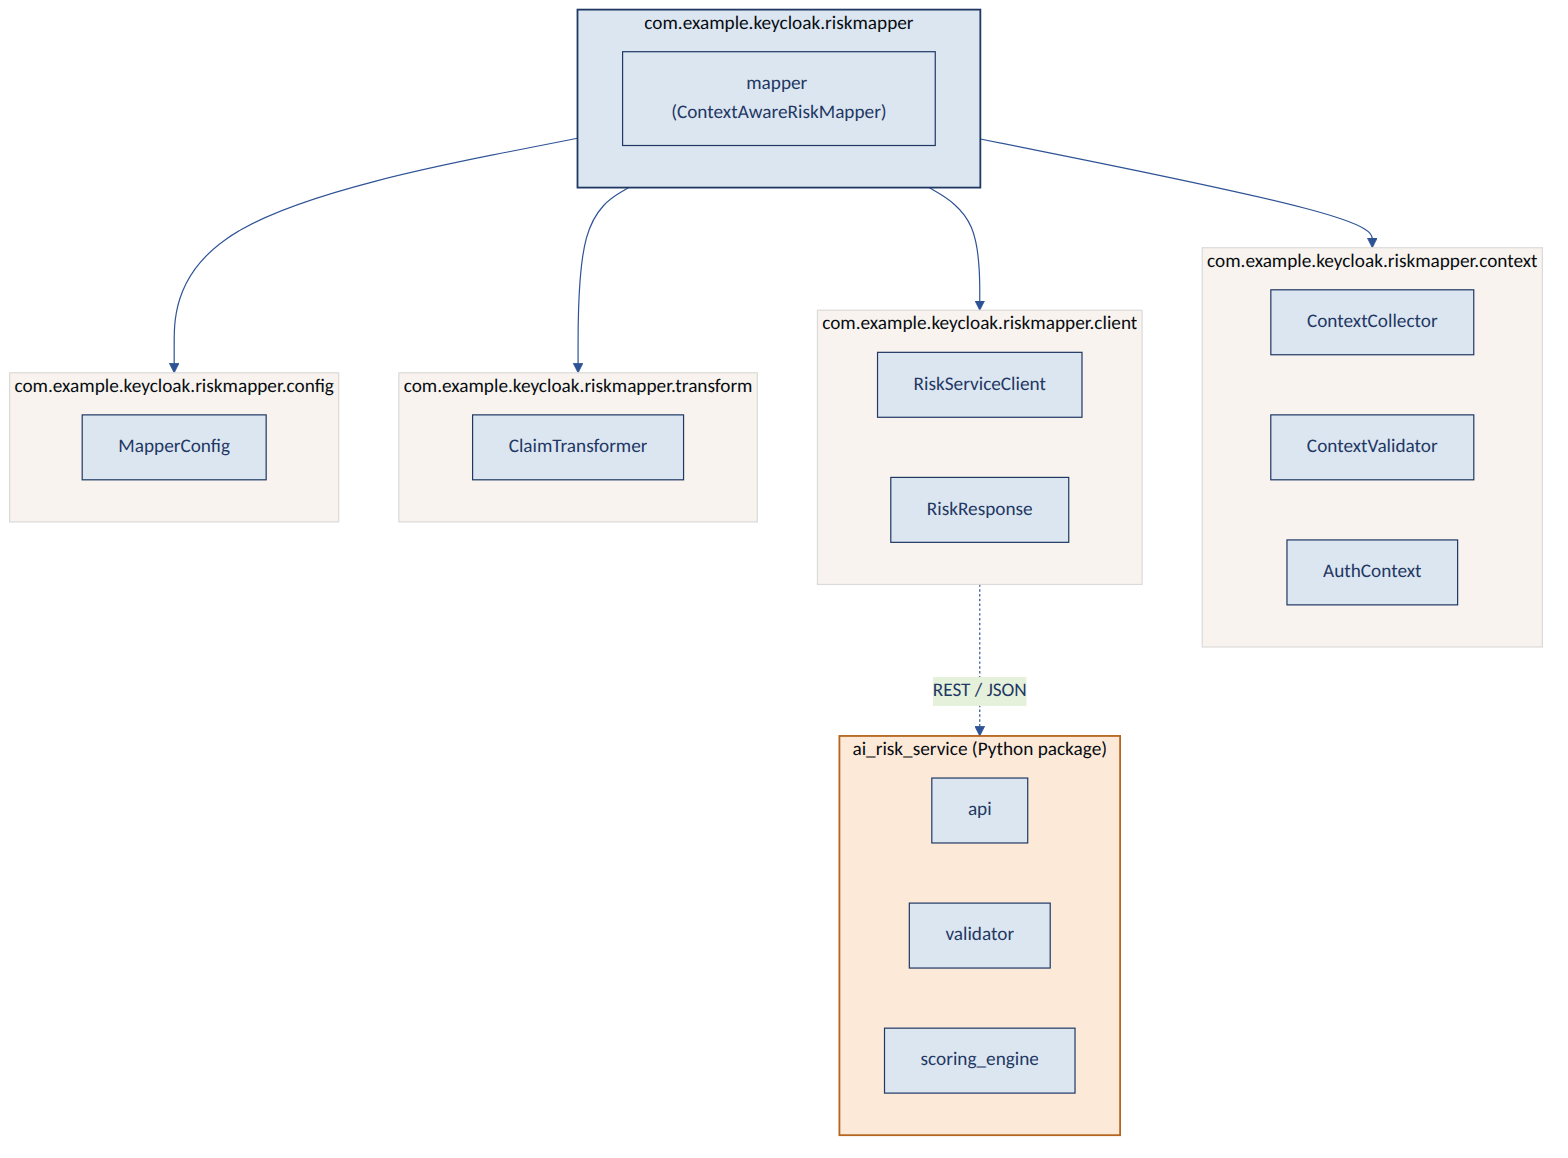 com.example.keycloak.riskmapper
mapper
(ContextAwareRiskMapper)
com.example.keycloak.riskmapper.config
MapperConfig
com.example.keycloak.riskmapper.transform
ClaimTransformer
com.example.keycloak.riskmapper.client
RiskServiceClient
RiskResponse
com.example.keycloak.riskmapper.context
ContextCollector
ContextValidator
AuthContext
REST / JSON
ai_risk_service (Python package)
api
validator
scoring_engine